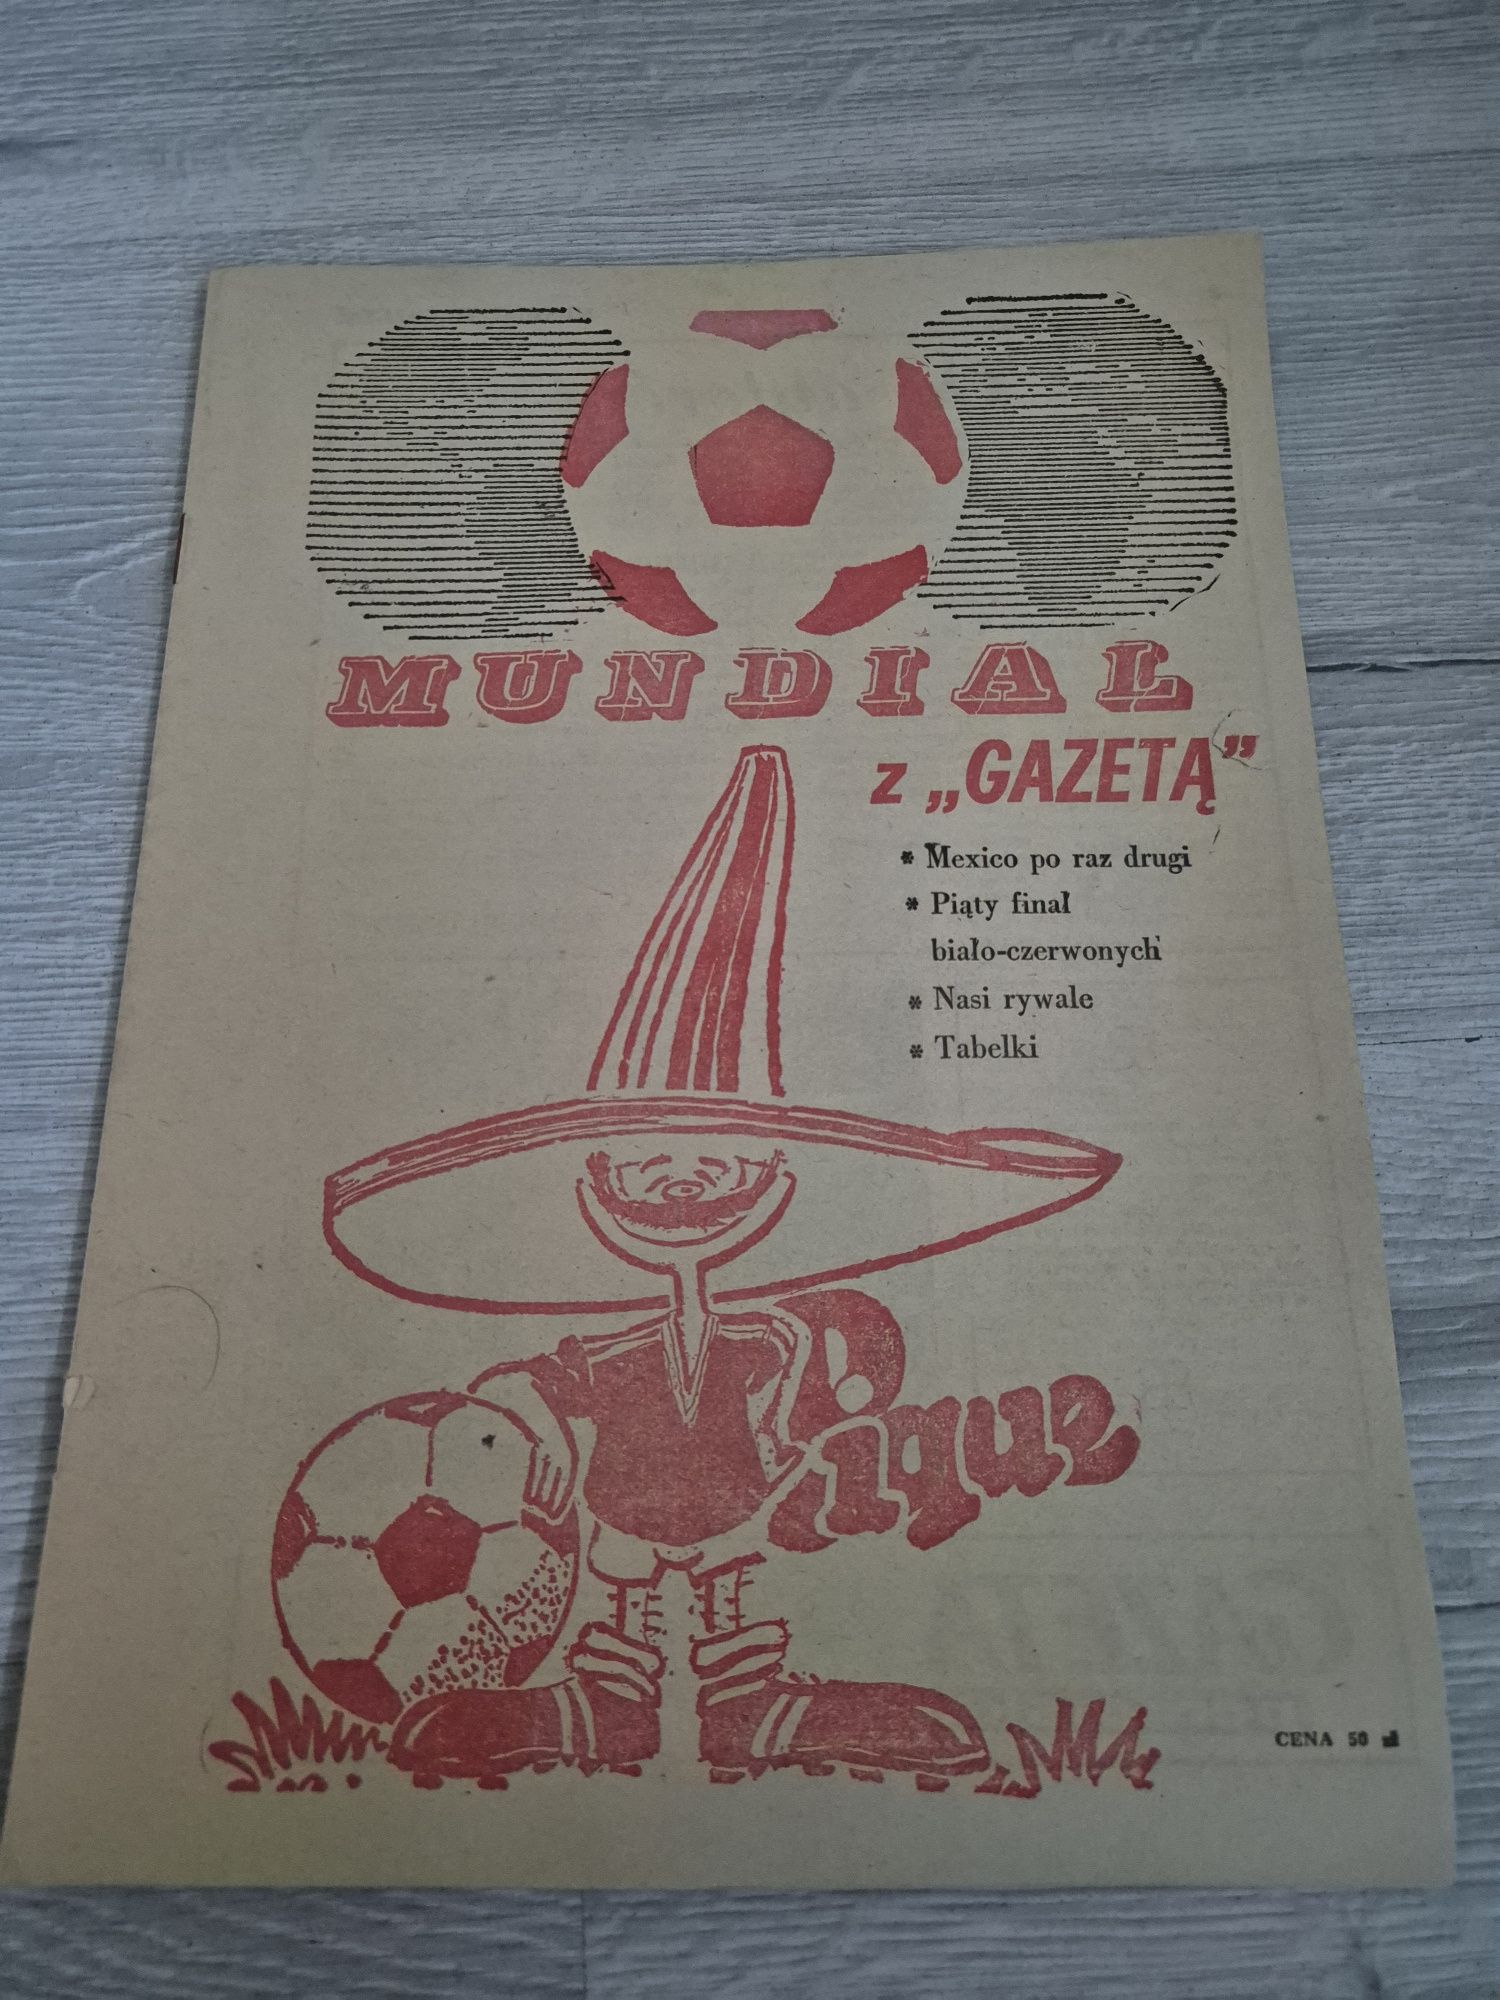 MUNDIAL
z „GAZETĄ”
* Mexico po raz drugi
* Piąty finał
biało-czerwonych
* Nasi rywale
* Tabelki
Pique
CENA 50 zł